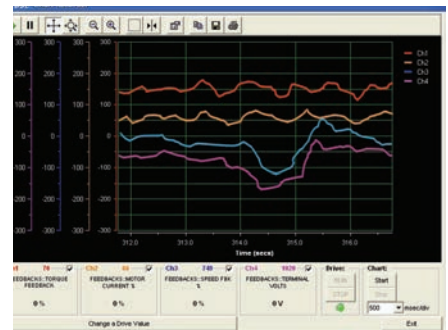 Ch1
Ch2
Ch3
Ch4
300 300 300 300
200 200 200 200
100 100 100 100
0 0 0 0
-100 -100 -100 -100
-200 -200 -200 -200
-300 -300 -300 -300
312.0 313.0 314.0 315.0 316.0
Time (secs)
Ch2 Ch3 740 Ch4 1020 Drive: Chart:
FEEDBACKS::TORQUE FEEDBACK
FEEDBACKS::MOTOR CURRENT %
FEEDBACKS::SPEED FBK %
FEEDBACKS::TERMINAL VOLTS
RUN Start
STOP Stop
0 % 0 % 0 % 0 V
500 msec/div
Change a Drive Value Exit